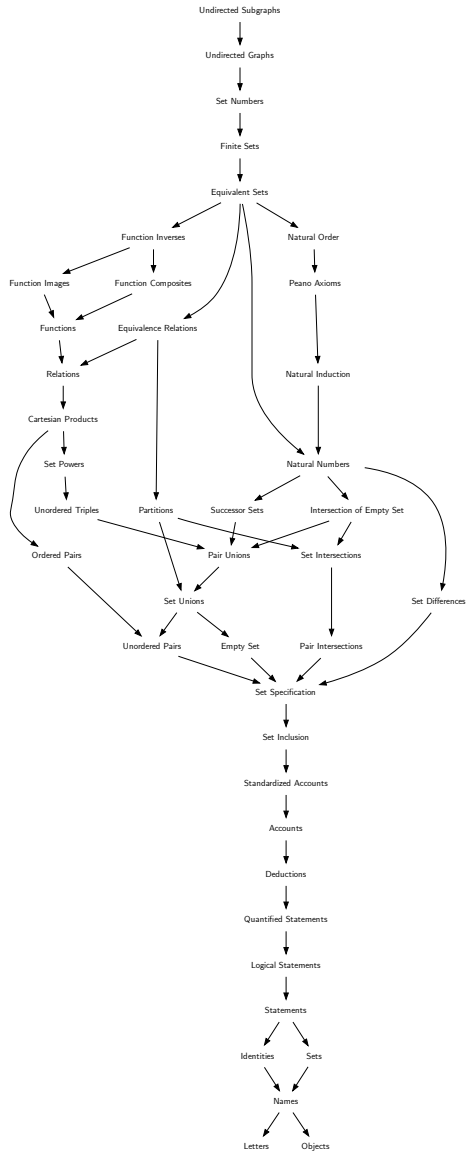 Undirected Subgraphs
Undirected Graphs
Set Numbers
Finite Sets
Equivalent Sets
Function Inverses
Natural Order
Function Images
Function Composites
Peano Axioms
Functions
Equivalence Relations
Relations
Natural Induction
Cartesian Products
Set Powers
Natural Numbers
Unordered Triples
Partitions
Successor Sets
Intersection of Empty Set
Ordered Pairs
Pair Unions
Set Intersections
Set Unions
Set Differences
Unordered Pairs
Empty Set
Pair Intersections
Set Specification
Set Inclusion
Standardized Accounts
Accounts
Deductions
Quantified Statements
Logical Statements
Statements
Identities
Sets
Names
Letters
Objects